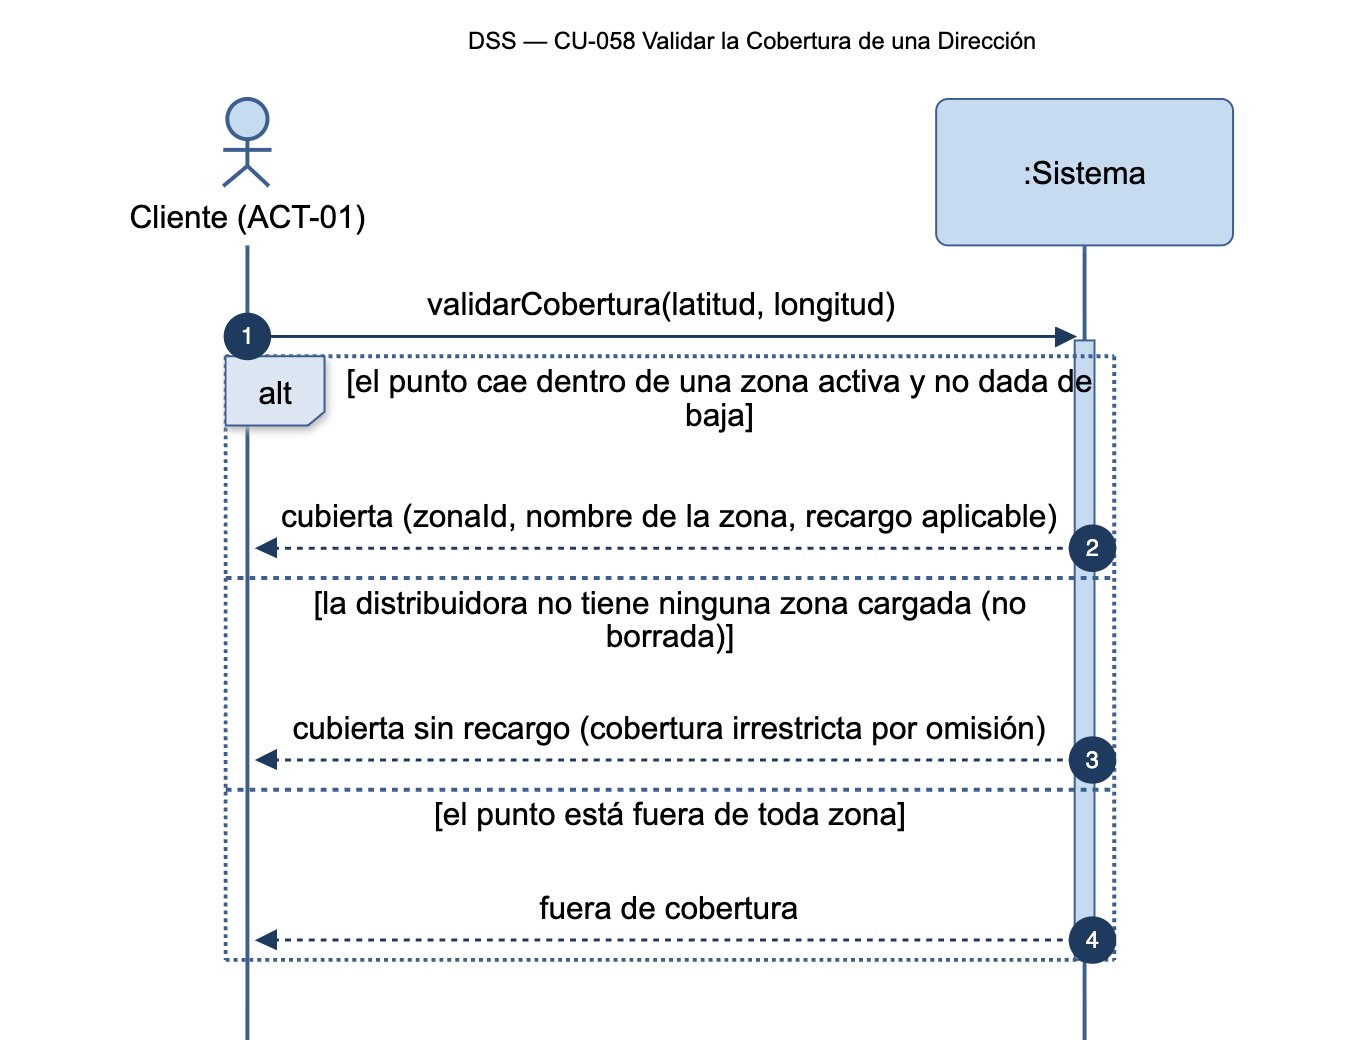 DSS — CU-058 Validar la Cobertura de una Dirección
:Sistema
Cliente (ACT-01)
validarCobertura(latitud, longitud)
1
alt
[el punto cae dentro de una zona activa y no dada de
baja]
cubierta (zonaId, nombre de la zona, recargo aplicable)
2
[la distribuidora no tiene ninguna zona cargada (no
borrada)]
cubierta sin recargo (cobertura irrestricta por omisión)
3
[el punto está fuera de toda zona]
fuera de cobertura
4